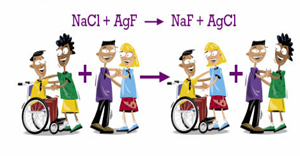 NaCl + AgF → NaF + AgCl
+ → +